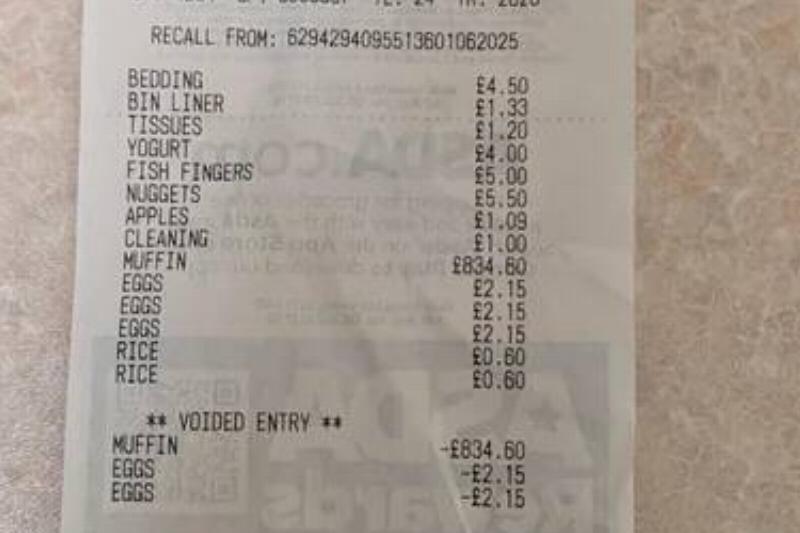 RECALL FROM: 6294294095513601062025
BEDDING £4.50
BIN LINER £1.33
TISSUES £1.20
YOGURT £4.00
FISH FINGERS £5.00
NUGGETS £5.50
APPLES £1.09
CLEANING £1.00
MUFFIN £834.60
EGGS £2.15
EGGS £2.15
EGGS £2.15
RICE £0.60
RICE £0.60
** VOIDED ENTRY **
MUFFIN -£834.60
EGGS -£2.15
EGGS -£2.15